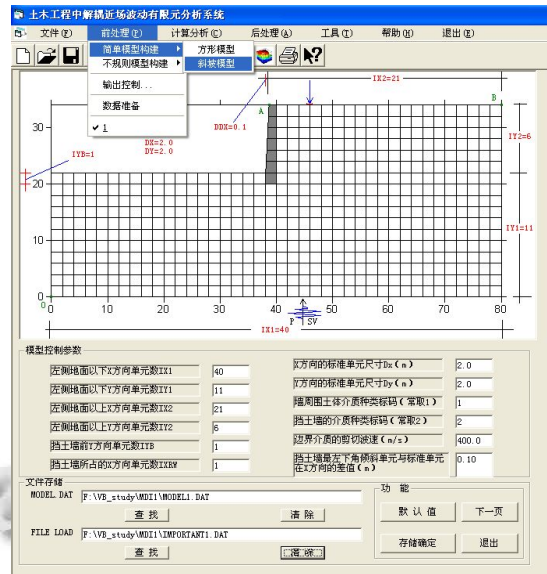 土木工程中解耦近场波动有限元分析系统
文件(F) 前处理(P) 计算分析(C) 后处理(A) 工具(T) 帮助(H) 退出(E)
简单模型构建 方形模型
不规则模型构建 斜坡模型
输出控制...
数据准备
1
IX2=21
A
B
DDX=0.1
DX=2.0
DY=2.0
IY2=6
IYB=1
IY1=11
30
20
10
0
0 10 20 30 40 50 60 70 80
P SV
IX1=40
模型控制参数
左侧地面以下X方向单元数IX1 40
左侧地面以下Y方向单元数IY1 11
左侧地面以上X方向单元数IX2 21
左侧地面以上Y方向单元数IY2 6
挡土墙前Y方向单元数IYB 1
挡土墙所占的X方向单元数IXRW 1
X方向的标准单元尺寸Dx(m) 2.0
Y方向的标准单元尺寸Dy(m) 2.0
墙周围土体介质种类标码(常取1) 1
挡土墙的介质种类标码(常取2) 2
边界介质的剪切波速(m/s) 400.0
挡土墙最左下角倾斜单元与标准单元
在X方向的差值(m) 0.10
文件存储
MODEL.DAT F:\VB_study\MDI1\MODEL1.DAT
查找 清除
FILE LOAD F:\VB_study\MDI1\IMPORTANT1.DAT
查找 清除
功 能
默认值 下一页
存储确定 退出